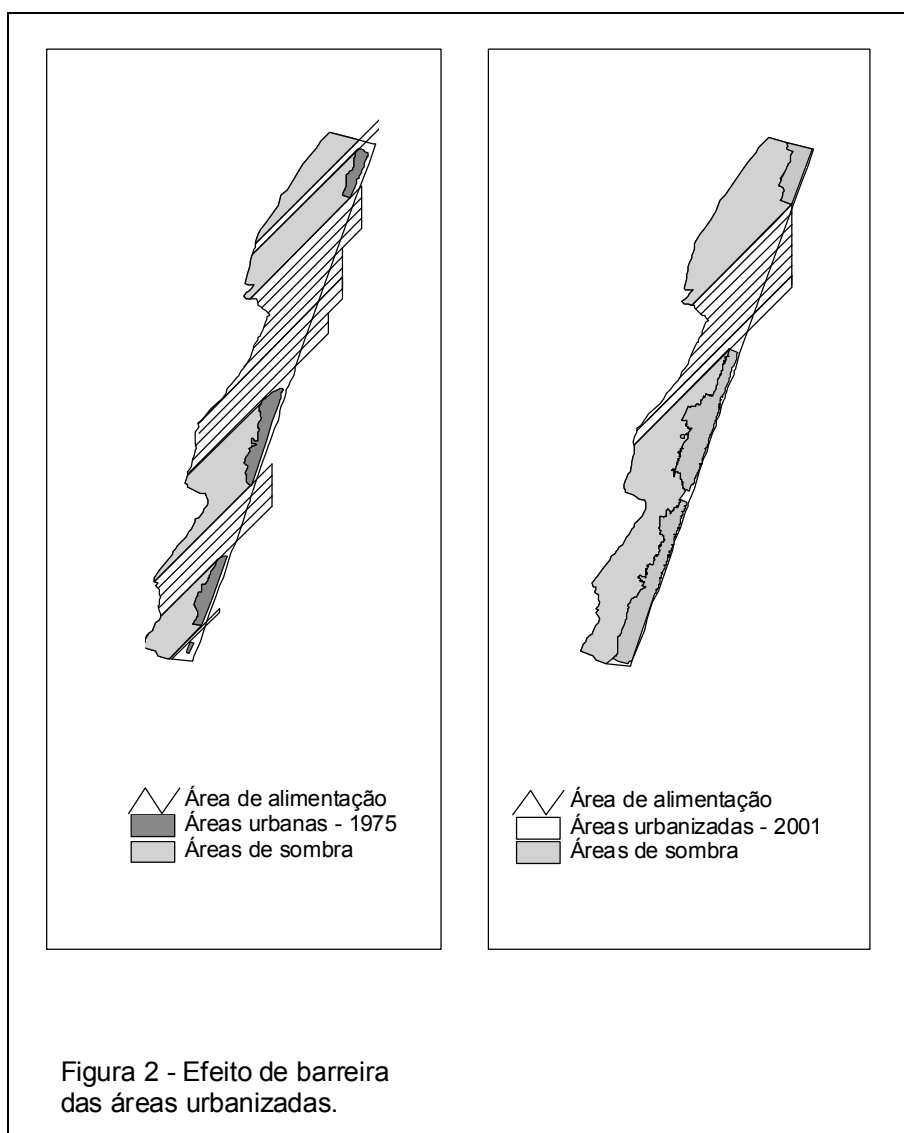 Área de alimentação
Áreas urbanas - 1975
Áreas de sombra
Área de alimentação
Áreas urbanizadas - 2001
Áreas de sombra
Figura 2 - Efeito de barreira
das áreas urbanizadas.